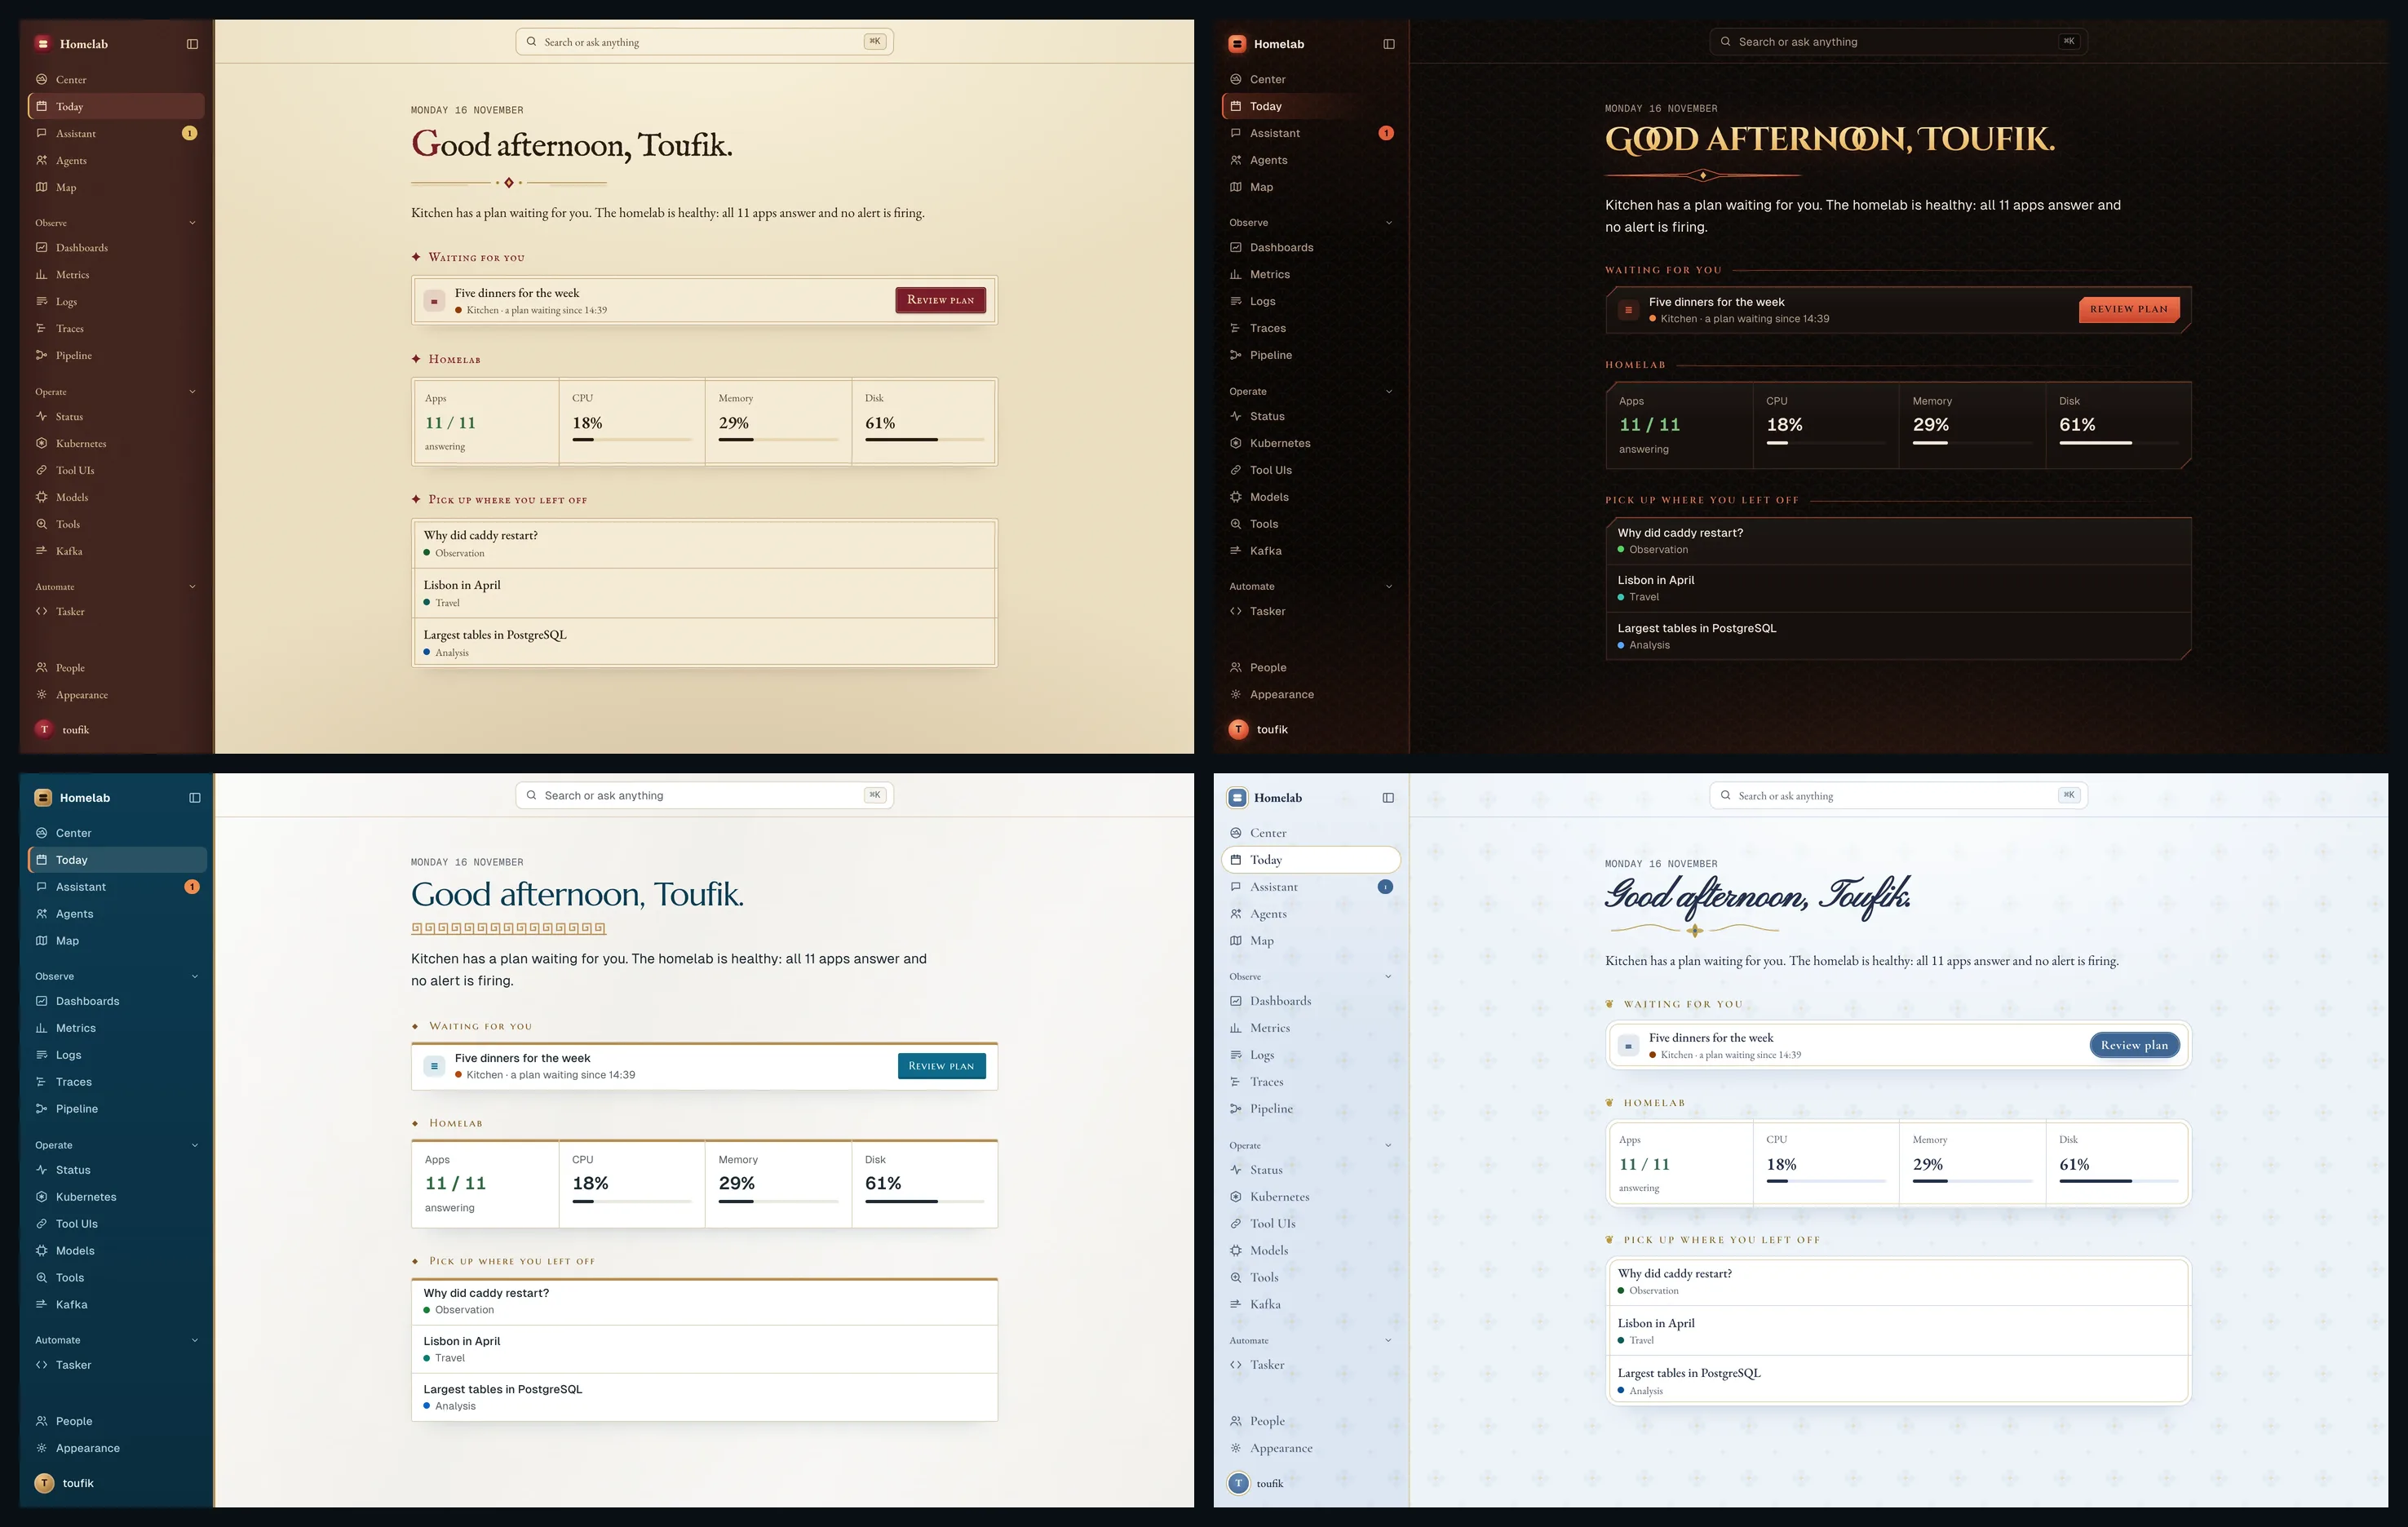 Homelab
Center
Today
Assistant 1
Agents
Map
Observe
Dashboards
Metrics
Logs
Traces
Pipeline
Operate
Status
Kubernetes
Tool UIs
Models
Tools
Kafka
Automate
Tasker
People
Appearance
T toufik
Search or ask anything ⌘K
MONDAY 16 NOVEMBER
Good afternoon, Toufik.
Kitchen has a plan waiting for you. The homelab is healthy: all 11 apps answer and no alert is firing.
Waiting for you
Five dinners for the week
Kitchen · a plan waiting since 14:39
Review plan
Homelab
Apps CPU Memory Disk
11 / 11 18% 29% 61%
answering
Pick up where you left off
Why did caddy restart?
Observation
Lisbon in April
Travel
Largest tables in PostgreSQL
Analysis
Homelab
Center
Today
Assistant 1
Agents
Map
Observe
Dashboards
Metrics
Logs
Traces
Pipeline
Operate
Status
Kubernetes
Tool UIs
Models
Tools
Kafka
Automate
Tasker
People
Appearance
T toufik
Search or ask anything ⌘K
MONDAY 16 NOVEMBER
GOOD AFTERNOON, TOUFIK.
Kitchen has a plan waiting for you. The homelab is healthy: all 11 apps answer and
no alert is firing.
WAITING FOR YOU
Five dinners for the week
Kitchen · a plan waiting since 14:39
REVIEW PLAN
HOMELAB
Apps CPU Memory Disk
11 / 11 18% 29% 61%
answering
PICK UP WHERE YOU LEFT OFF
Why did caddy restart?
Observation
Lisbon in April
Travel
Largest tables in PostgreSQL
Analysis
Homelab
Center
Today
Assistant 1
Agents
Map
Observe
Dashboards
Metrics
Logs
Traces
Pipeline
Operate
Status
Kubernetes
Tool UIs
Models
Tools
Kafka
Automate
Tasker
People
Appearance
T toufik
Search or ask anything ⌘K
MONDAY 16 NOVEMBER
Good afternoon, Toufik.
Kitchen has a plan waiting for you. The homelab is healthy: all 11 apps answer and
no alert is firing.
Waiting for you
Five dinners for the week
Kitchen · a plan waiting since 14:39
Review plan
Homelab
Apps CPU Memory Disk
11 / 11 18% 29% 61%
answering
Pick up where you left off
Why did caddy restart?
Observation
Lisbon in April
Travel
Largest tables in PostgreSQL
Analysis
Homelab
Center
Today
Assistant 1
Agents
Map
Observe
Dashboards
Metrics
Logs
Traces
Pipeline
Operate
Status
Kubernetes
Tool UIs
Models
Tools
Kafka
Automate
Tasker
People
Appearance
T toufik
Search or ask anything ⌘K
MONDAY 16 NOVEMBER
Good afternoon, Toufik.
Kitchen has a plan waiting for you. The homelab is healthy: all 11 apps answer and no alert is firing.
WAITING FOR YOU
Five dinners for the week
Kitchen · a plan waiting since 14:39
Review plan
HOMELAB
Apps CPU Memory Disk
11 / 11 18% 29% 61%
answering
PICK UP WHERE YOU LEFT OFF
Why did caddy restart?
Observation
Lisbon in April
Travel
Largest tables in PostgreSQL
Analysis